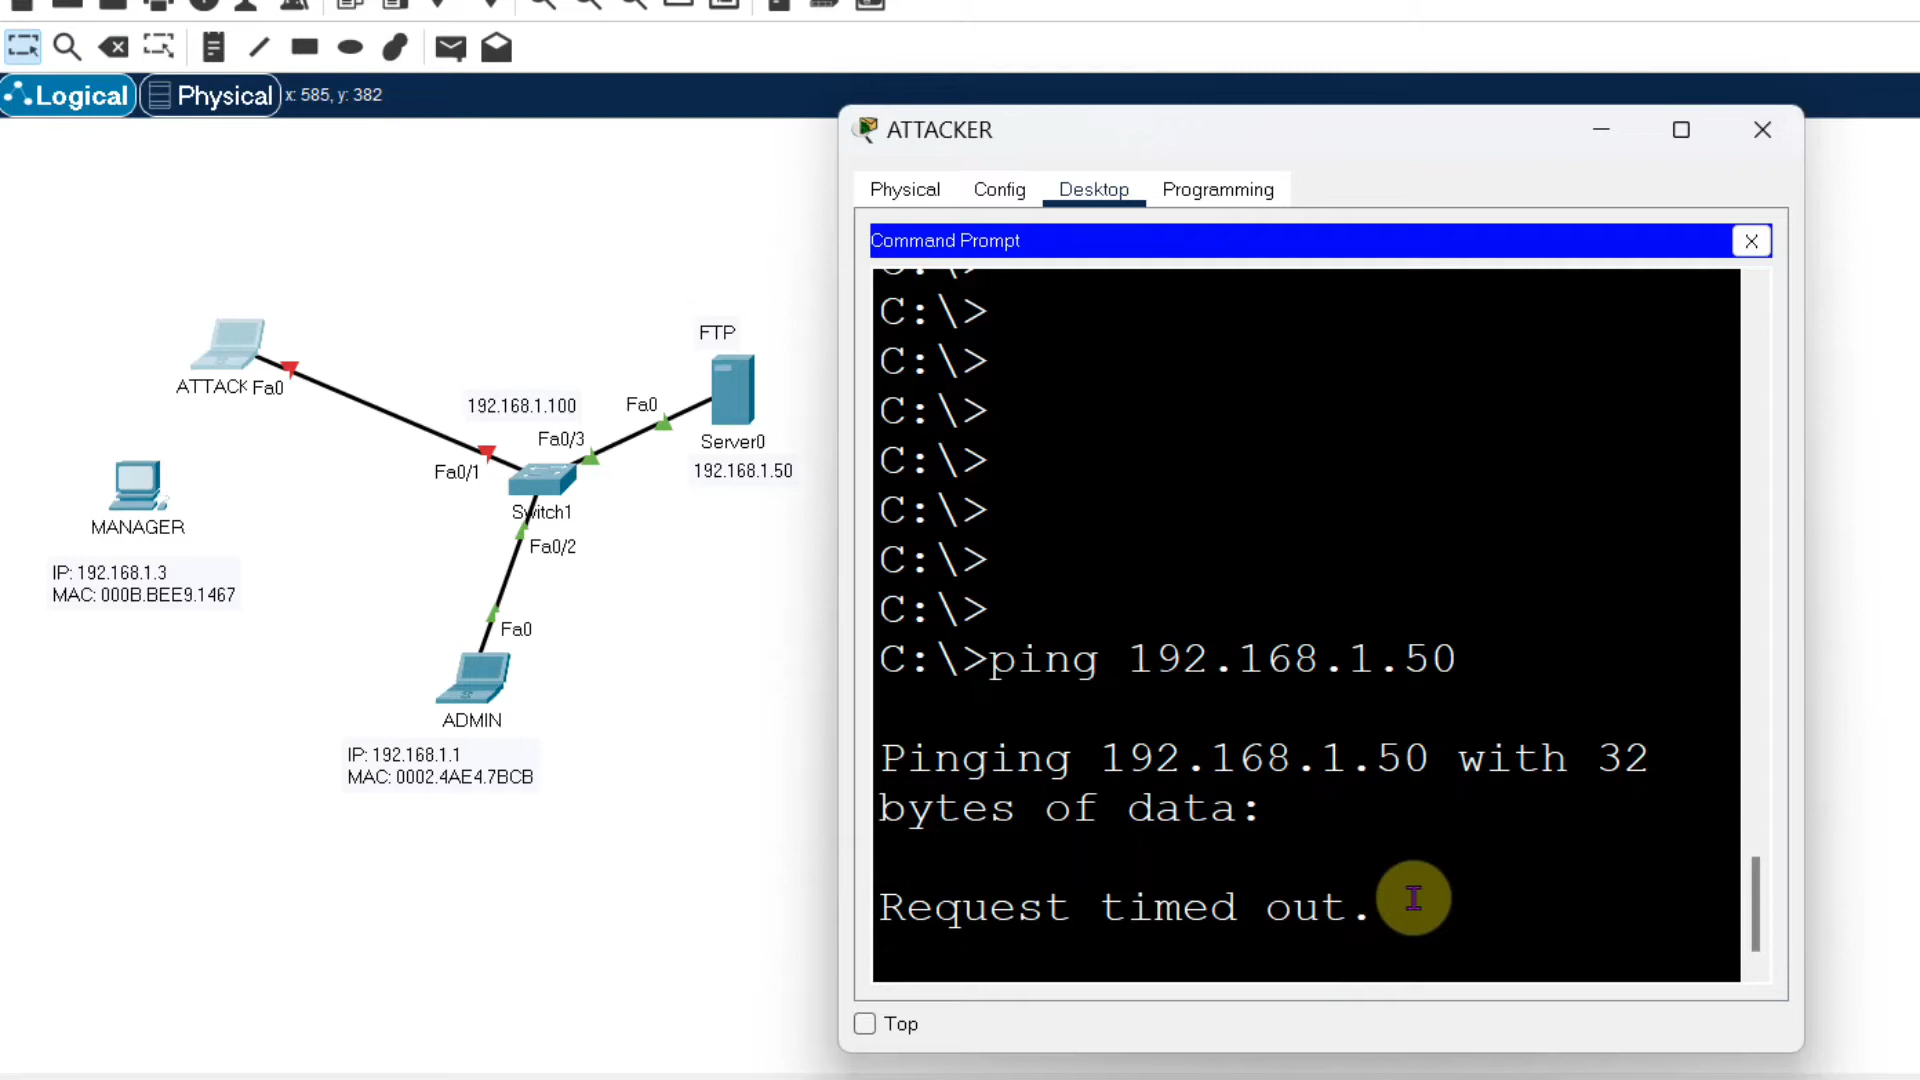 Logical
Physical
x: 585, y: 382
ATTACKER
Physical
Config
Desktop
Programming
Command Prompt
X
C:\>
C:\>
C:\>
C:\>
C:\>
C:\>
C:\>
C:\>ping 192.168.1.50
Pinging 192.168.1.50 with 32
bytes of data:
Request timed out.
Top
FTP
ATTACK
Fa0
192.168.1.100
Fa0
Fa0/3
Server0
192.168.1.50
Fa0/1
Switch1
MANAGER
Fa0/2
IP: 192.168.1.3
MAC: 000B.BEE9.1467
Fa0
ADMIN
IP: 192.168.1.1
MAC: 0002.4AE4.7BCB